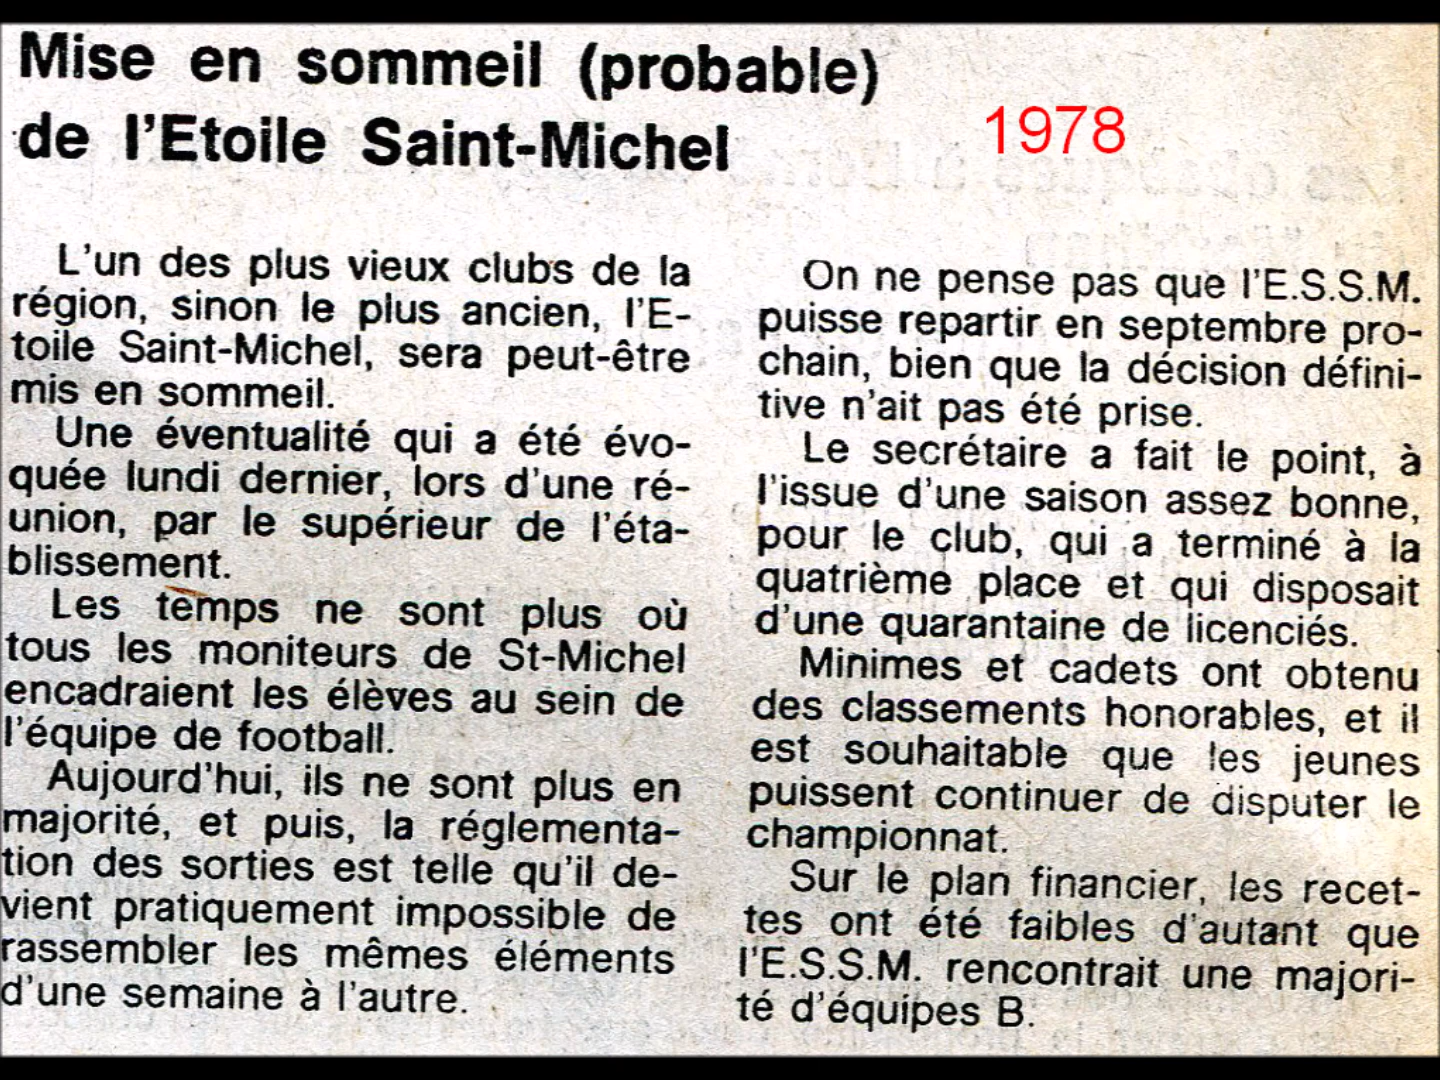 Mise en sommeil (probable)
de l'Etoile Saint-Michel
1978
L'un des plus vieux clubs de la
région, sinon le plus ancien, l'E-
toile Saint-Michel, sera peut-être
mis en sommeil.
Une éventualité qui a été évo-
quée lundi dernier, lors d'une ré-
union, par le supérieur de l'éta-
blissement.
Les temps ne sont plus où
tous les moniteurs de St-Michel
encadraient les élèves au sein de
l'équipe de football.
Aujourd'hui, ils ne sont plus en
majorité, et puis, la réglementa-
tion des sorties est telle qu'il de-
vient pratiquement impossible de
rassembler les mêmes éléments
d'une semaine à l'autre.
On ne pense pas que l'E.S.S.M.
puisse repartir en septembre pro-
chain, bien que la décision défini-
tive n'ait pas été prise.
Le secrétaire a fait le point, à
l'issue d'une saison assez bonne,
pour le club, qui a terminé à la
quatrième place et qui disposait
d'une quarantaine de licenciés.
Minimes et cadets ont obtenu
des classements honorables, et il
est souhaitable que les jeunes
puissent continuer de disputer le
championnat.
Sur le plan financier, les recet-
tes ont été faibles d'autant que
l'E.S.S.M. rencontrait une majori-
té d'équipes B.